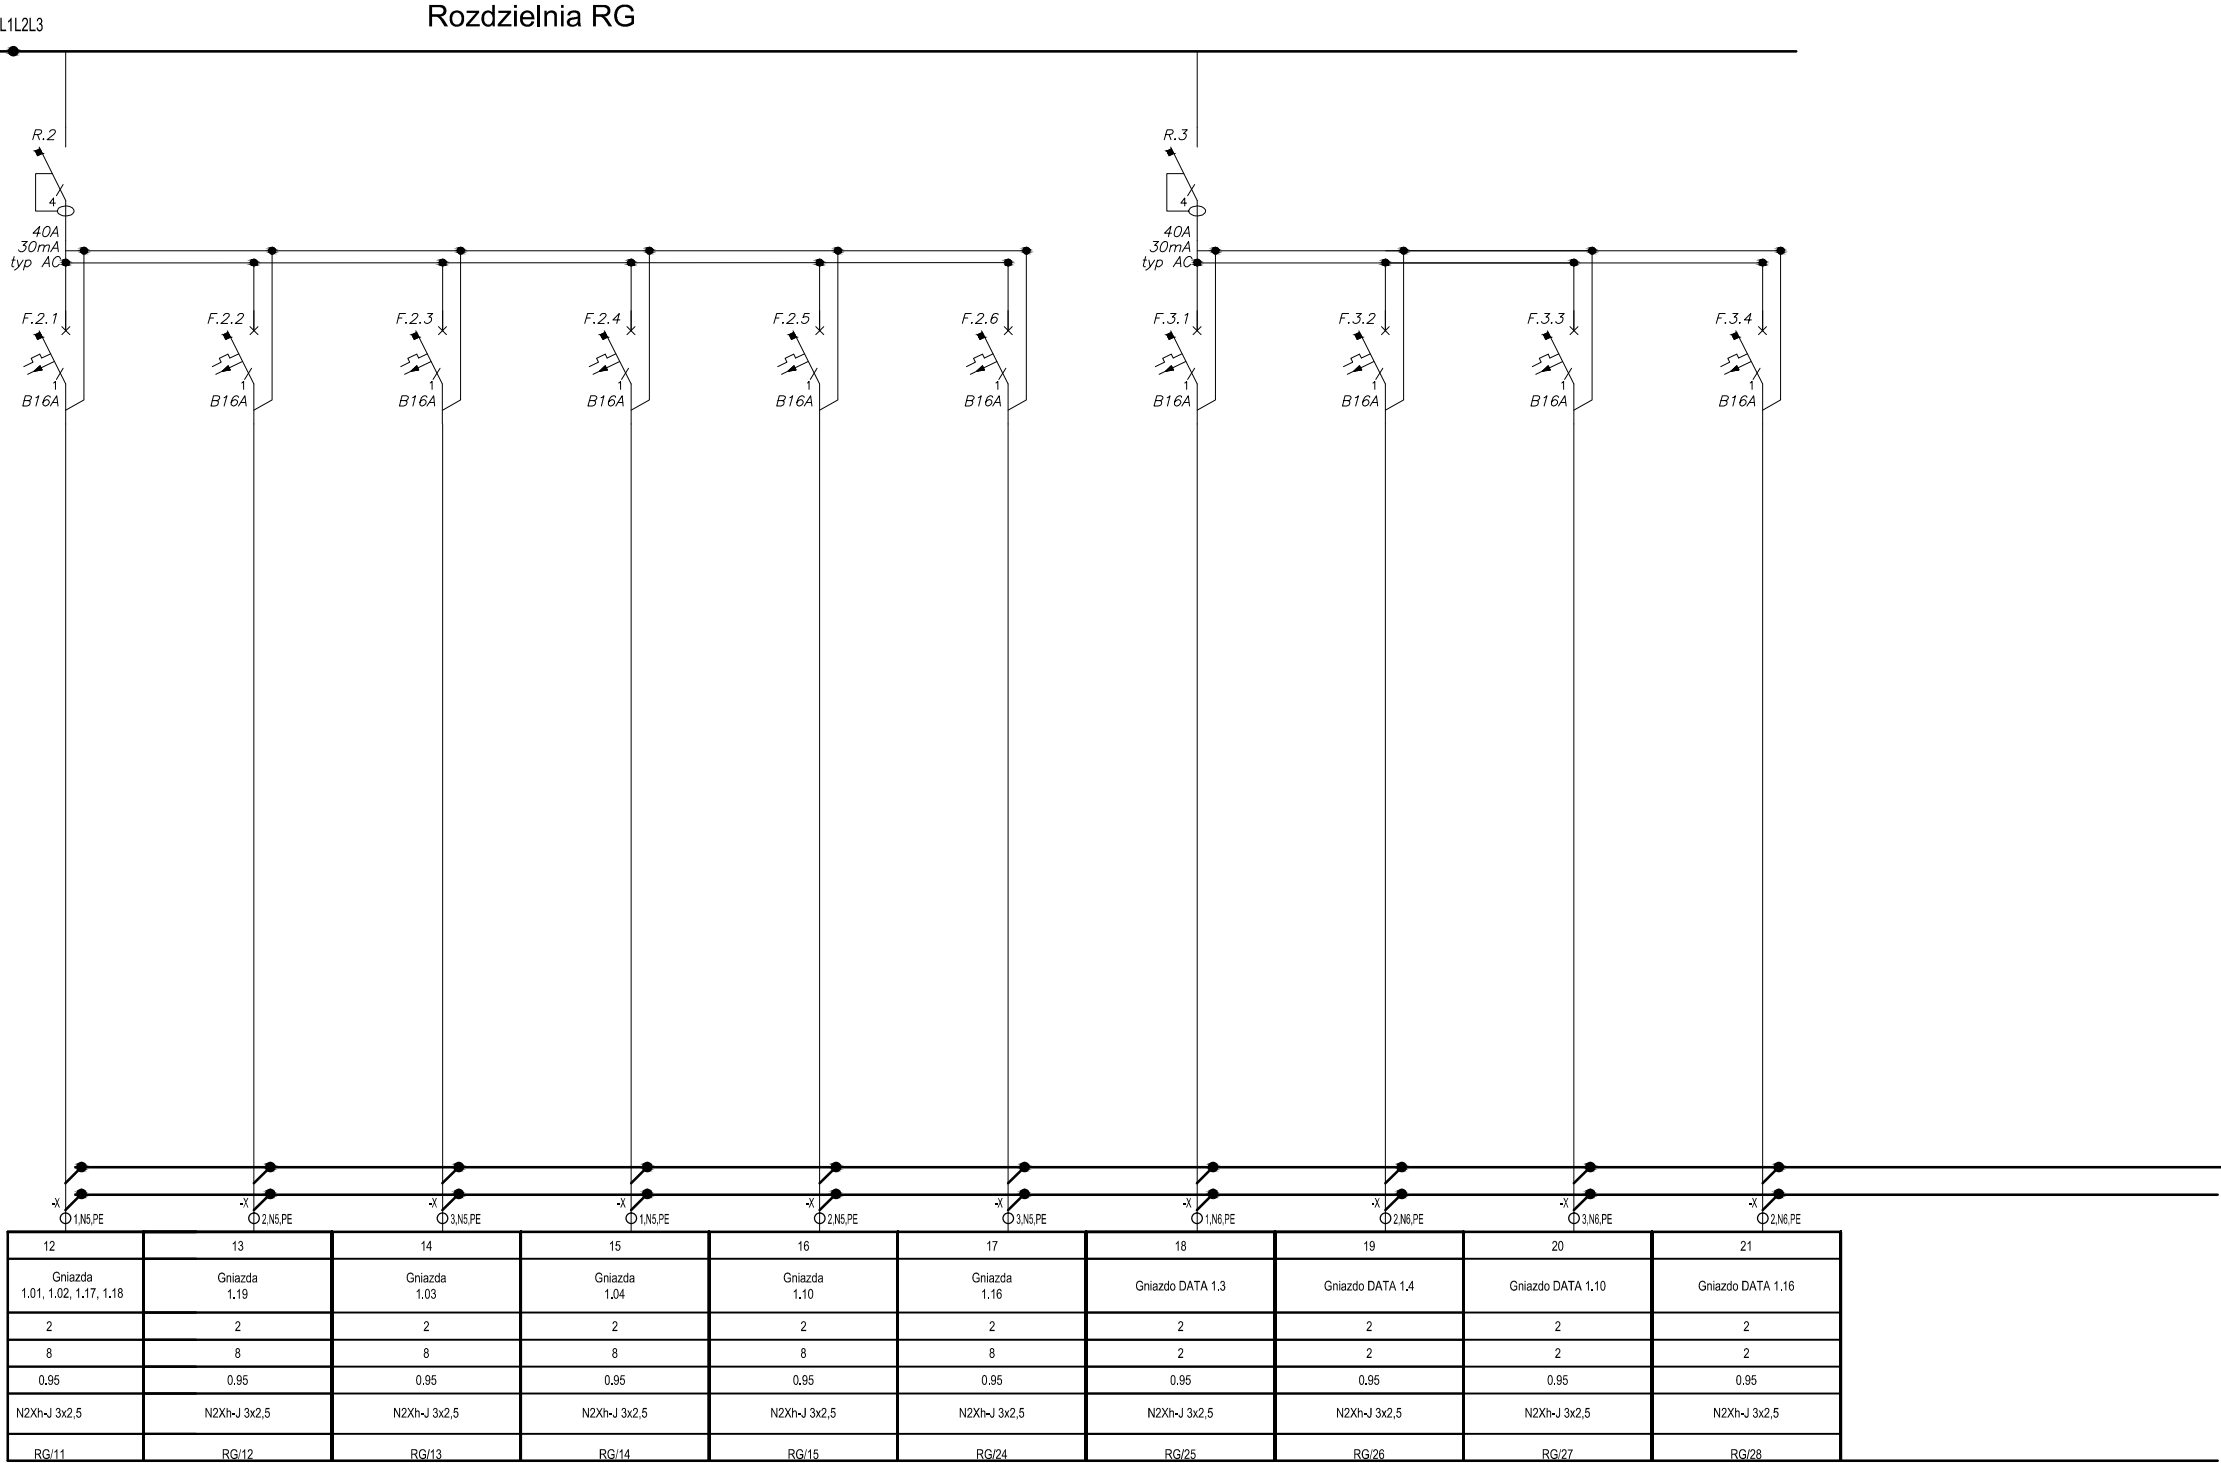 Rozdzielnia RG
L1L2L3
R.2 R.3
4 4
40A 40A
30mA 30mA
typ AC typ AC
F.2.1 F.2.2 F.2.3 F.2.4 F.2.5 F.2.6 F.3.1 F.3.2 F.3.3 F.3.4
1 1 1 1 1 1 1 1 1 1
B16A B16A B16A B16A B16A B16A B16A B16A B16A B16A
-X -X -X -X -X -X -X -X -X -X
1,N5,PE 2,N5,PE 3,N5,PE 1,N5,PE 2,N5,PE 3,N5,PE 1,N6,PE 2,N6,PE 3,N6,PE 2,N6,PE
12 13 14 15 16 17 18 19 20 21
Gniazda Gniazda Gniazda Gniazda Gniazda Gniazda Gniazdo DATA 1.3 Gniazdo DATA 1.4 Gniazdo DATA 1.10 Gniazdo DATA 1.16
1.01, 1.02, 1.17, 1.18 1.19 1.03 1.04 1.10 1.16
2 2 2 2 2 2 2 2 2 2
8 8 8 8 8 8 2 2 2 2
0.95 0.95 0.95 0.95 0.95 0.95 0.95 0.95 0.95 0.95
N2Xh-J 3x2,5 N2Xh-J 3x2,5 N2Xh-J 3x2,5 N2Xh-J 3x2,5 N2Xh-J 3x2,5 N2Xh-J 3x2,5 N2Xh-J 3x2,5 N2Xh-J 3x2,5 N2Xh-J 3x2,5 N2Xh-J 3x2,5
RG/11 RG/12 RG/13 RG/14 RG/15 RG/24 RG/25 RG/26 RG/27 RG/28